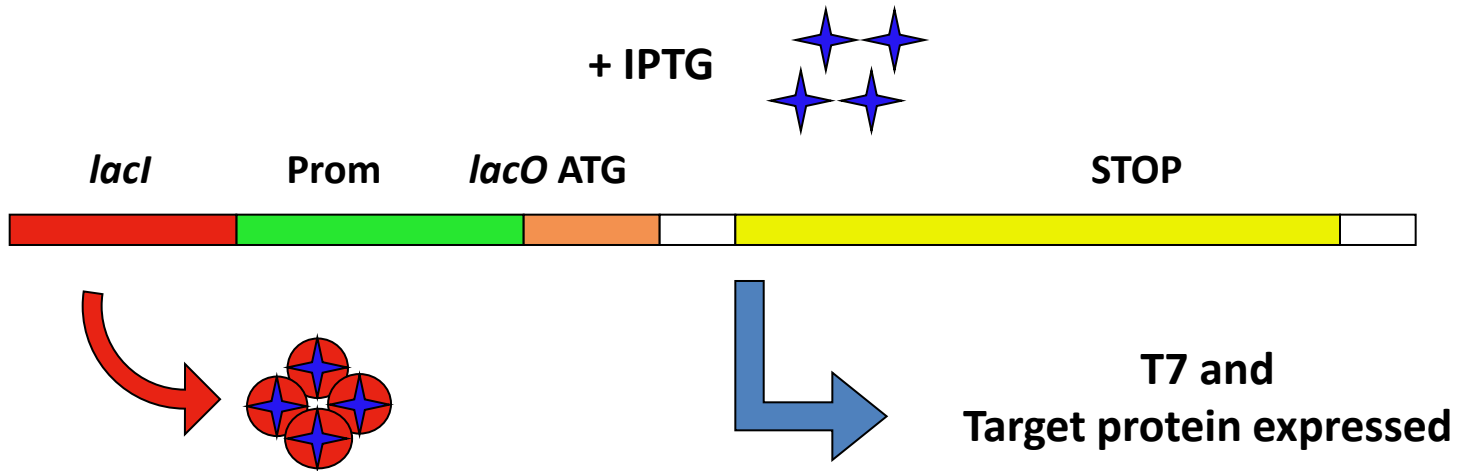 + IPTG
lacI Prom lacO ATG STOP
T7 and
Target protein expressed